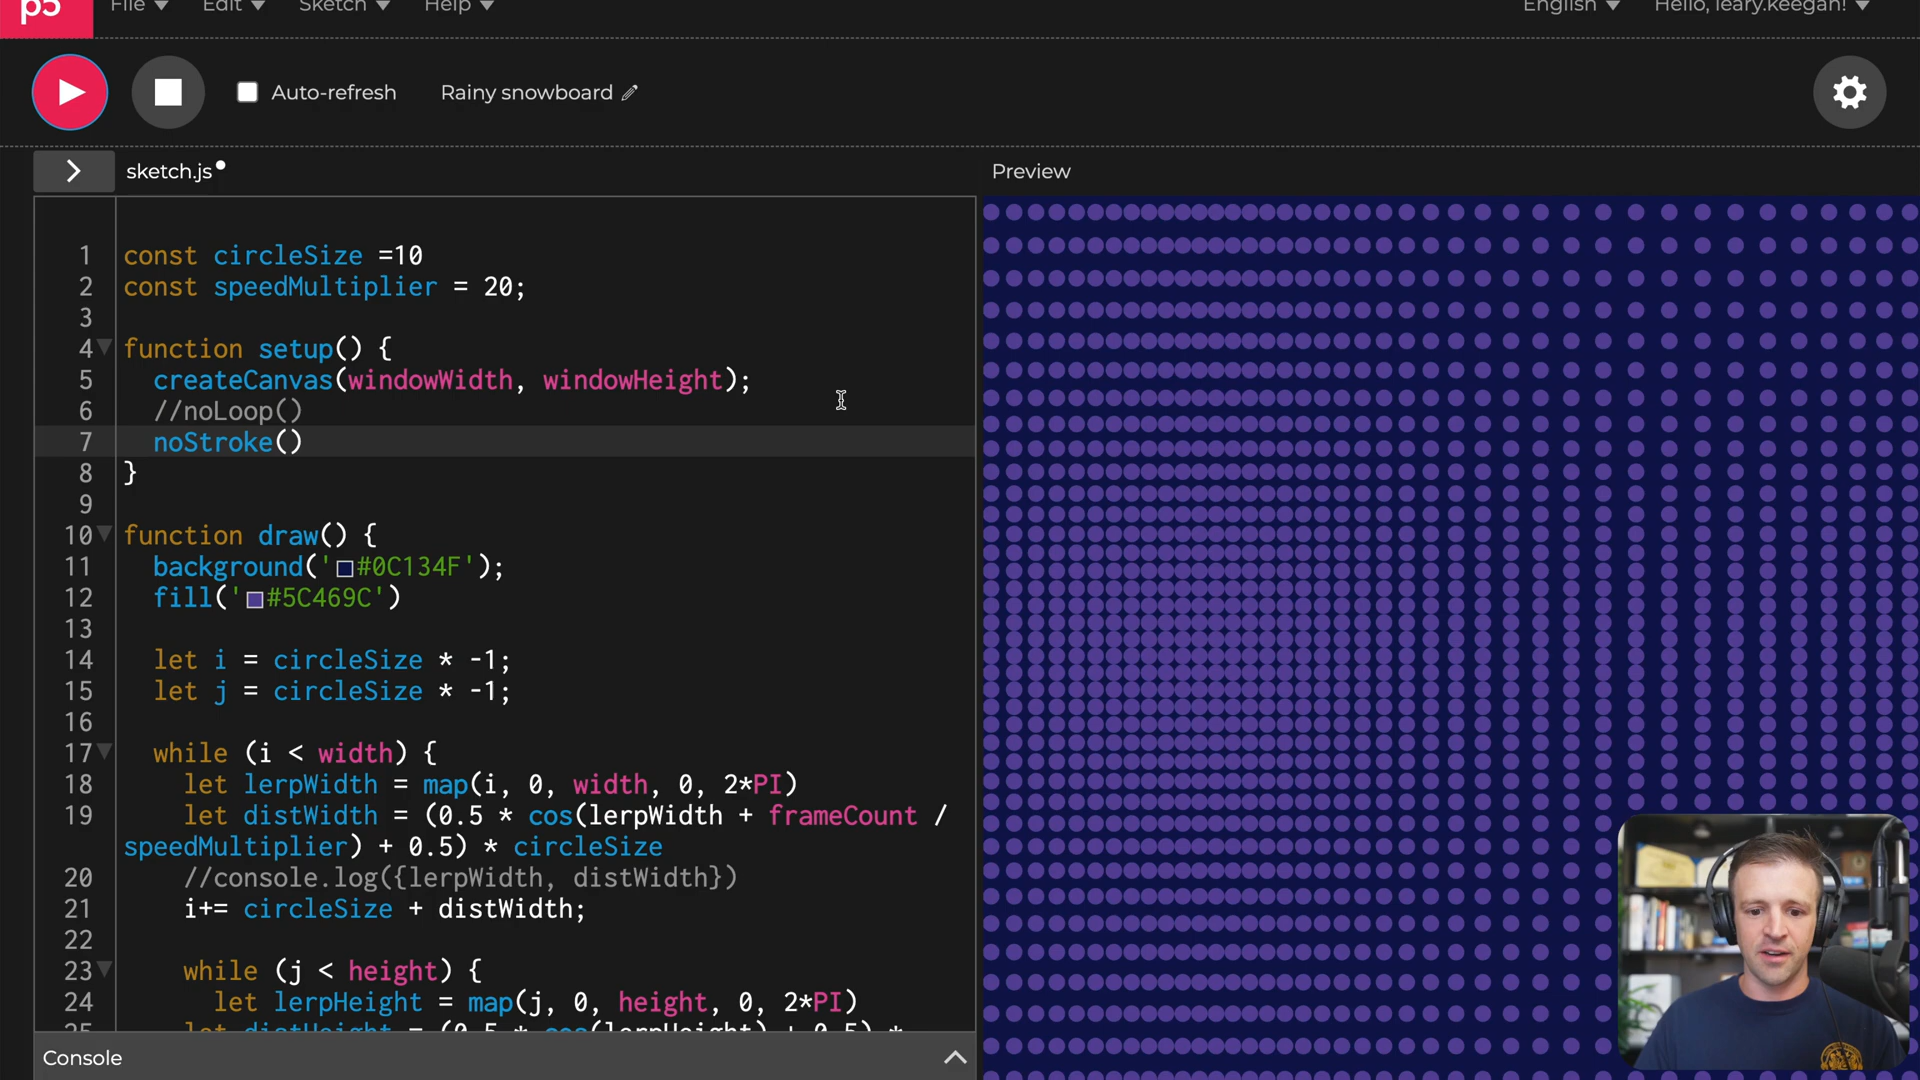 p5
File Edit Sketch Help
English Hello, leary.keegan!
Auto-refresh Rainy snowboard
sketch.js
Preview
1 const circleSize =10
2 const speedMultiplier = 20;
3
4 function setup() {
5 createCanvas(windowWidth, windowHeight);
6 //noLoop()
7 noStroke()
8 }
9
10 function draw() {
11 background('#0C134F');
12 fill('#5C469C')
13
14 let i = circleSize * -1;
15 let j = circleSize * -1;
16
17 while (i < width) {
18 let lerpWidth = map(i, 0, width, 0, 2*PI)
19 let distWidth = (0.5 * cos(lerpWidth + frameCount /
speedMultiplier) + 0.5) * circleSize
20 //console.log({lerpWidth, distWidth})
21 i+= circleSize + distWidth;
22
23 while (j < height) {
24 let lerpHeight = map(j, 0, height, 0, 2*PI)
25 let distHeight = (0.5 * cos(lerpHeight) + 0.5) *
Console